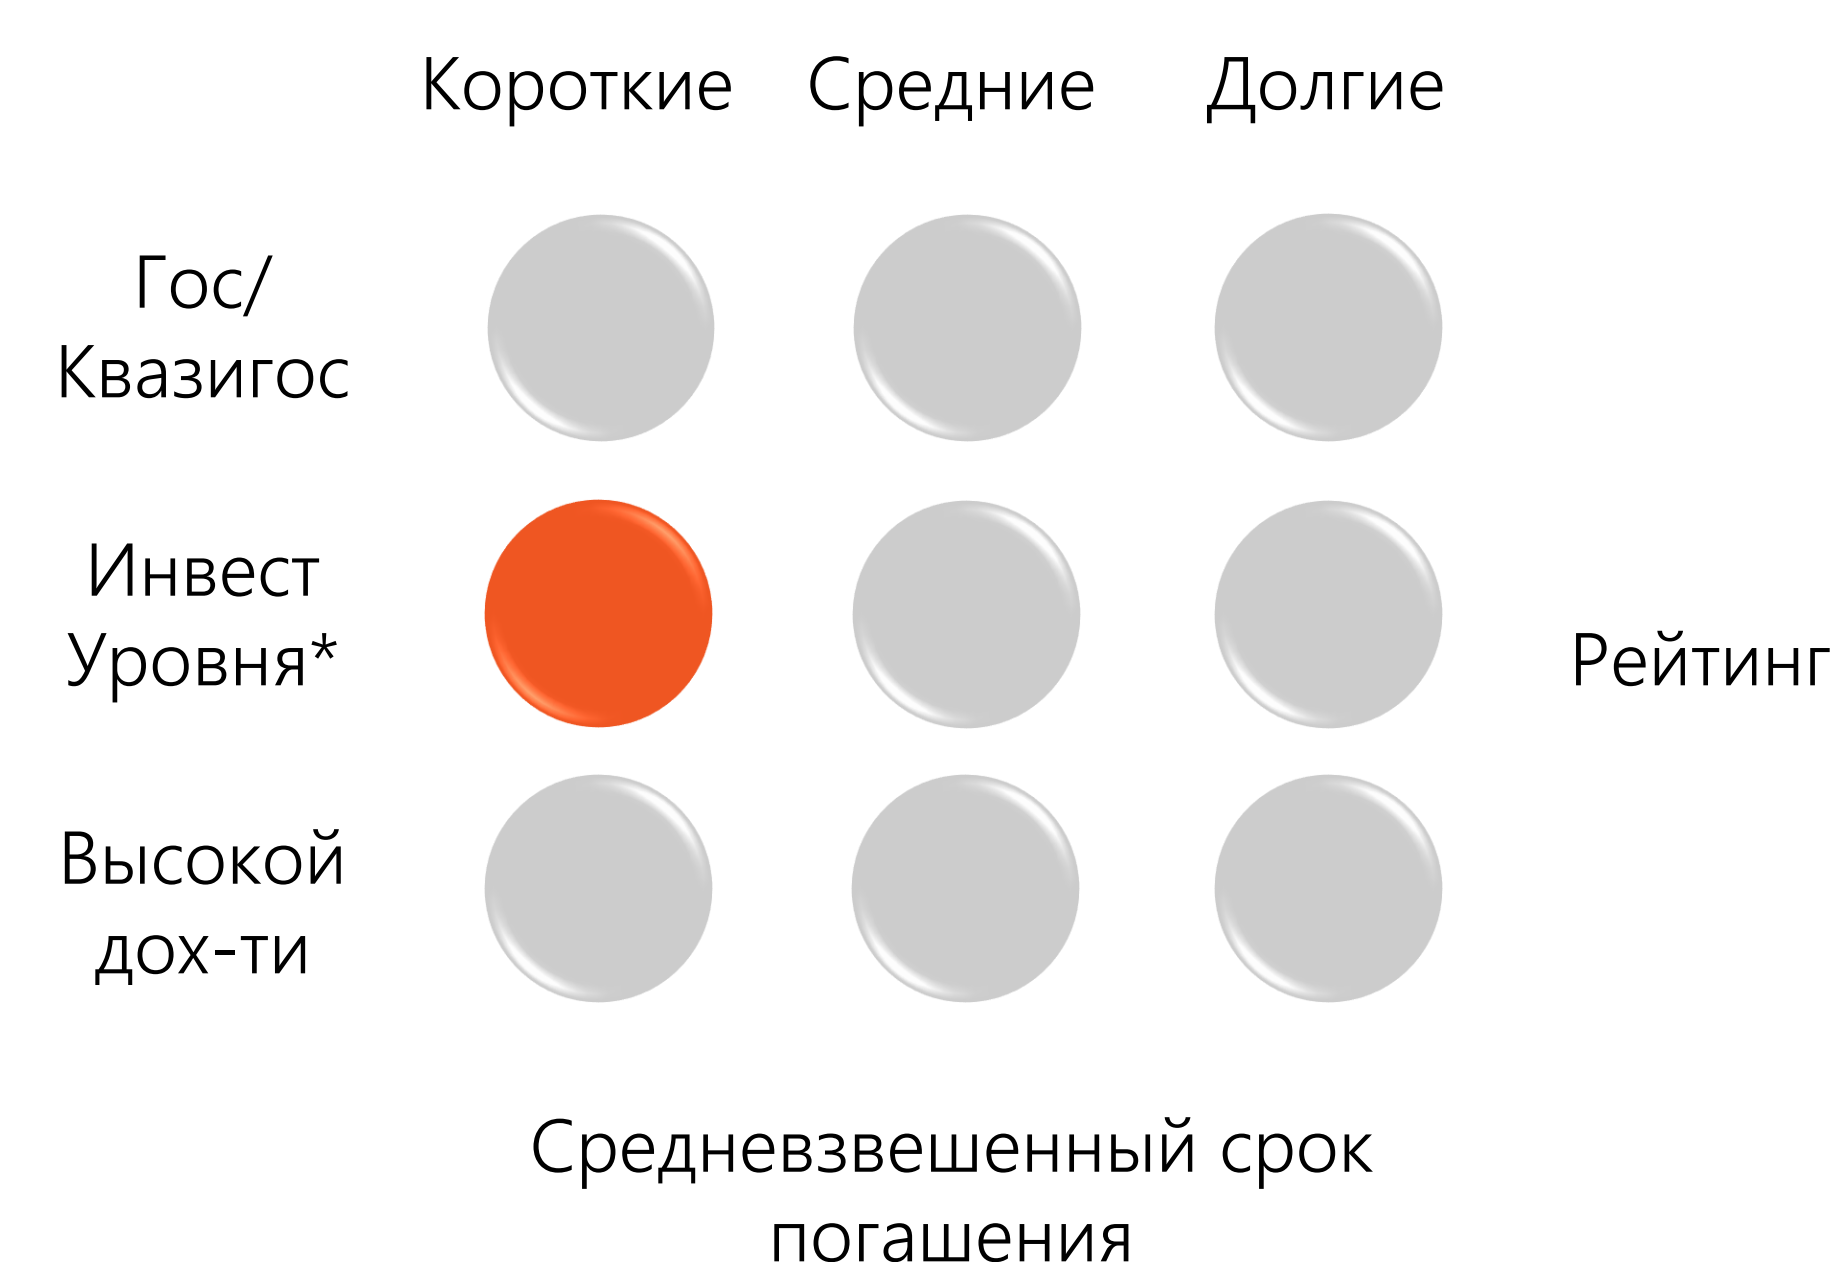 Короткие Средние Долгие
Гос/
Квазигос
Инвест
Уровня*
Рейтинг
Высокой
дох-ти
Средневзвешенный срок
погашения